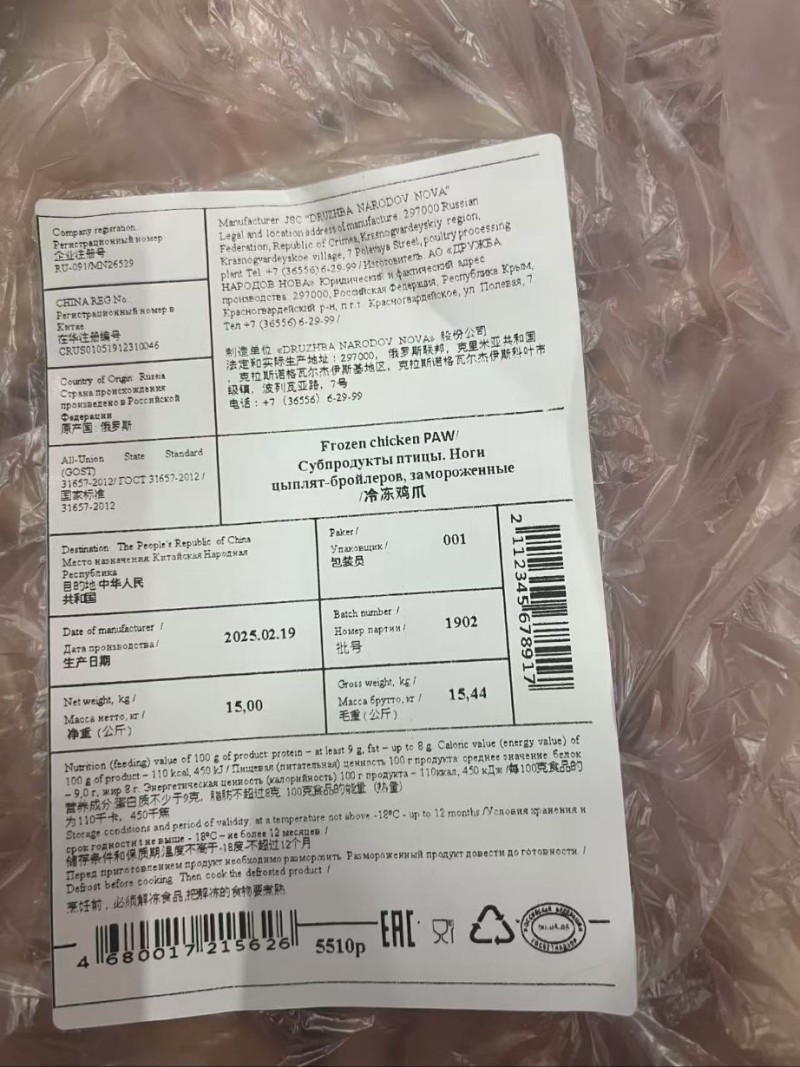 Company registration
Регистрационный номер
企业注册号
RU-091/MN26529
CHINA REG No.:
Регистрационный номер в
Китае
在华注册编号
CRUS01051912310046
Country of Origin Russia
Страна происхождения
произведено в Российской
Федерации
原产国 俄罗斯
All-Union State Standard
(GOST)
31657-2012/ ГОСТ 31657-2012 /
国家标准
31657-2012
Manufacturer JSC "DRUZHBA NARODOV NOVA"
Legal and location address of manufacture. 297000 Russian
Federation, Republic of Crimea, Krasnogvardeyskiy region,
Krasnogvardeyskoe village, 7 Polevaya Street, poultry processing
plant Tel +7 (36556) 6-29-99 / Изготовитель АО «ДРУЖБА
НАРОДОВ НОВА» Юридический и фактический адрес
производства: 297000, Российская Федерация, Республика Крым,
Красногвардейский р-н, п г.т. Красногвардейское, ул Полевая, 7
Тел +7 (36556) 6-29-99 /
制造单位 «DRUZHBA NARODOV NOVA»股份公司
法定和实际生产地址：297000， 俄罗斯联邦，克里米亚共和国
，克拉斯诺格瓦尔杰伊斯基地区，克拉斯诺格瓦尔杰伊斯科叶市
级镇，波列瓦亚路，7号
电话：+7（36556）6-29-99
Frozen chicken PAW/
Субпродукты птицы. Ноги
цыплят-бройлеров, замороженные
/冷冻鸡爪
Destination The People's Republic of China
Место назначения Китайская Народная
Республика
目的地 中华人民
共和国
Paker /
Упаковщик /
包装员
001
Date of manufacturer /
Дата производства /
生产日期
2025.02.19
Batch number /
Номер партии /
批号
1902
Net weight, kg /
Масса нетто, кг /
净重（公斤）
15,00
Gross weight, kg /
Масса брутто, кг /
毛重（公斤）
15,44
2111234567891 7
Nutrition (feeding) value of 100 g of product protein – at least 9 g, fat – up to 8 g. Caloric value (energy value) of
100 g of product – 110 kcal, 450 kJ / Пищевая (питательная) ценность 100 г продукта: среднее значение белок
– 9,0 г, жир 8 г. Энергетическая ценность (калорийность) 100 г продукта – 110ккал, 450 кДж /每100克食品的
营养成分 蛋白质不少于9克，脂肪不超过8克 100克食品的能量（热量）
为110千卡，450千焦
Storage conditions and period of validity: at a temperature not above -18°C - up to 12 months /Условия хранения и
срок годности: не выше - 18°С – не более 12 месяцев /
储存条件和保质期 温度不高于-18度-不超过12个月
Перед приготовлением продукт необходимо разморозить. Размороженный продукт довести до готовности. /
Defrost before cooking. Then cook the defrosted product /
烹饪前，必须解冻食品 把解冻的食物要煮熟
4 680017 215626
5510р
EAC
РОССИЙСКАЯ ФЕДЕРАЦИЯ
ГОСВЕТНАДЗОР